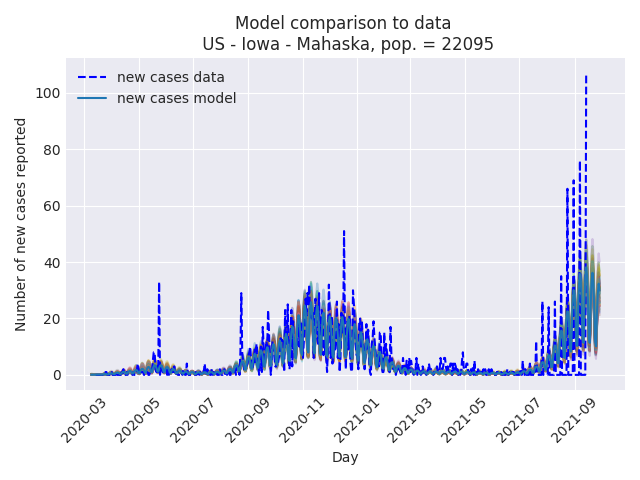 Model comparison to data
US - Iowa - Mahaska, pop. = 22095
new cases data
new cases model
Number of new cases reported
100
80
60
40
20
0
2020-03
2020-05
2020-07
2020-09
2020-11
2021-01
2021-03
2021-05
2021-07
2021-09
Day